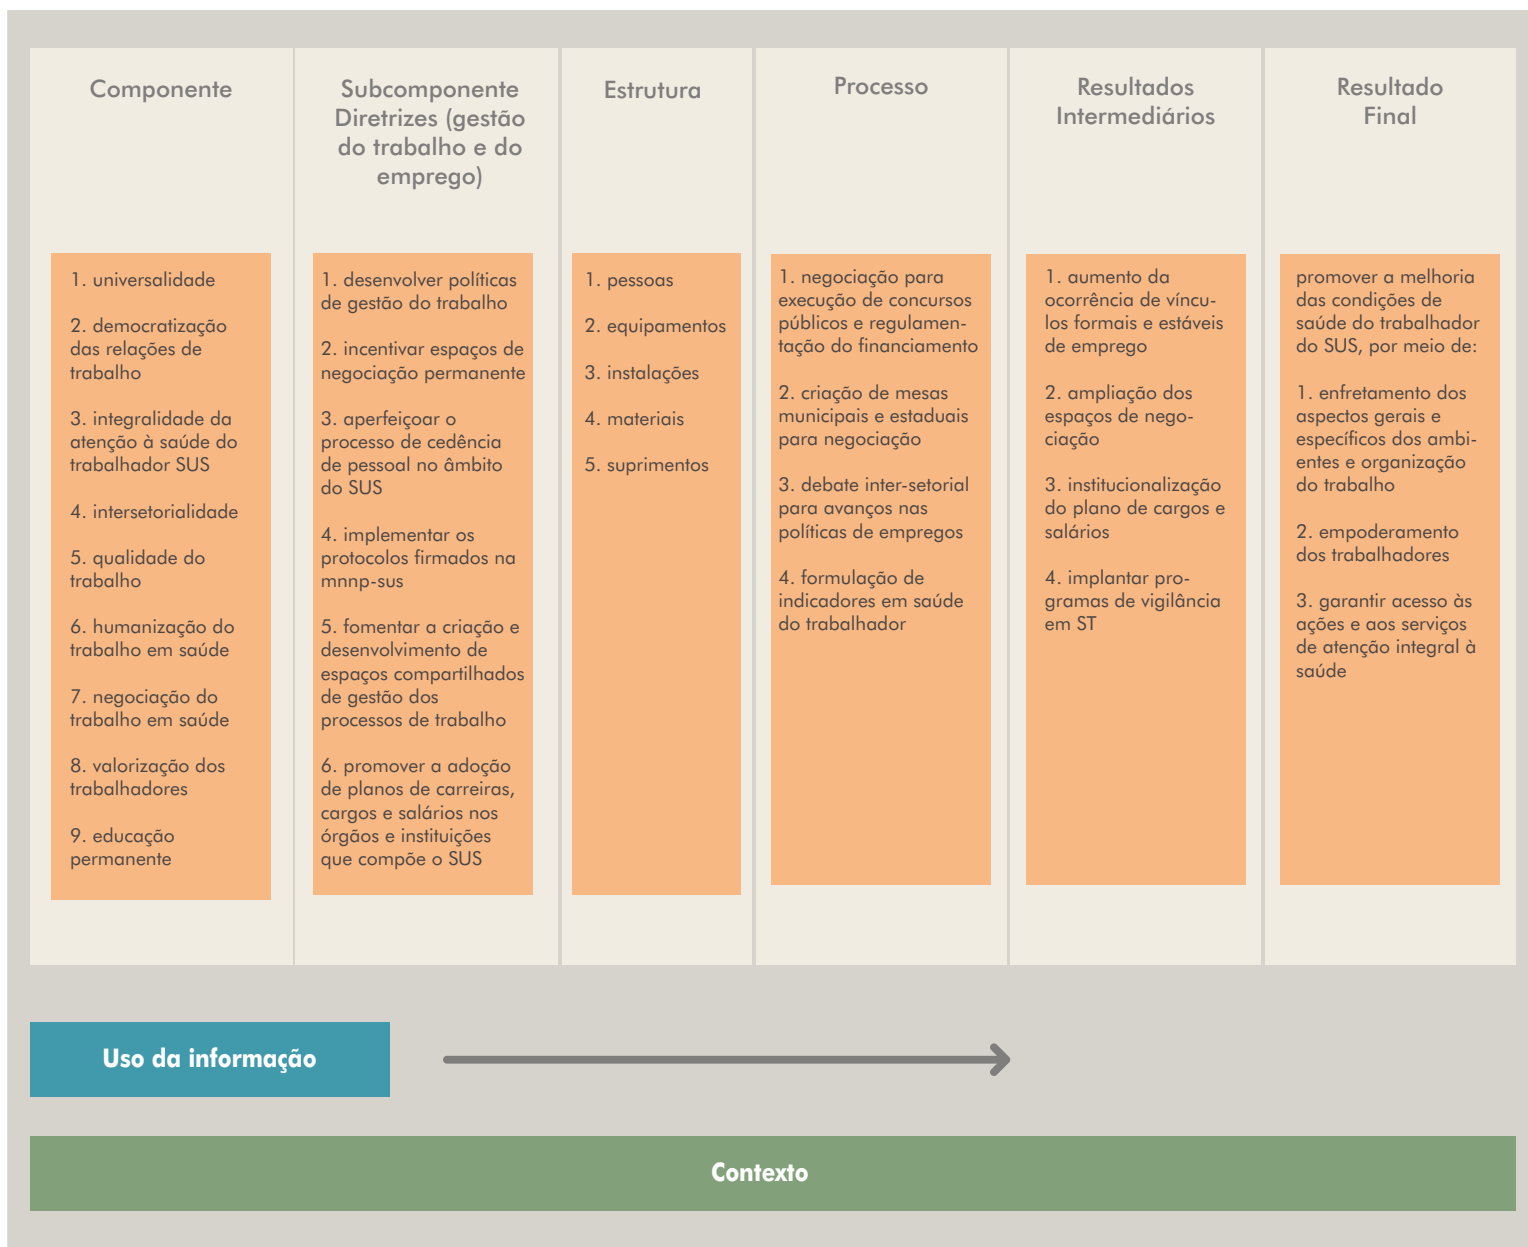 Componente
1. universalidade
2. democratização
das relações de
trabalho
3. integralidade da
atenção à saúde do
trabalhador SUS
4. intersetorialidade
5. qualidade do
trabalho
6. humanização do
trabalho em saúde
7. negociação do
trabalho em saúde
8. valorização dos
trabalhadores
9. educação
permanente
Subcomponente
Diretrizes (gestão
do trabalho e do
emprego)
1. desenvolver políticas
de gestão do trabalho
2. incentivar espaços de
negociação permanente
3. aperfeiçoar o
processo de cedência
de pessoal no âmbito
do SUS
4. implementar os
protocolos firmados na
mnnp-sus
5. fomentar a criação e
desenvolvimento de
espaços compartilhados
de gestão dos
processos de trabalho
6. promover a adoção
de planos de carreiras,
cargos e salários nos
órgãos e instituições
que compõe o SUS
Estrutura
1. pessoas
2. equipamentos
3. instalações
4. materiais
5. suprimentos
Processo
1. negociação para
execução de concursos
públicos e regulamen-
tação do financiamento
2. criação de mesas
municipais e estaduais
para negociação
3. debate inter-setorial
para avanços nas
políticas de empregos
4. formulação de
indicadores em saúde
do trabalhador
Resultados
Intermediários
1. aumento da
ocorrência de víncu-
los formais e estáveis
de emprego
2. ampliação dos
espaços de nego-
ciação
3. institucionalização
do plano de cargos e
salários
4. implantar pro-
gramas de vigilância
em ST
Resultado
Final
promover a melhoria
das condições de
saúde do trabalhador
do SUS, por meio de:
1. enfretamento dos
aspectos gerais e
específicos dos ambi-
entes e organização
do trabalho
2. empoderamento
dos trabalhadores
3. garantir acesso às
ações e aos serviços
de atenção integral à
saúde
Uso da informação
Contexto